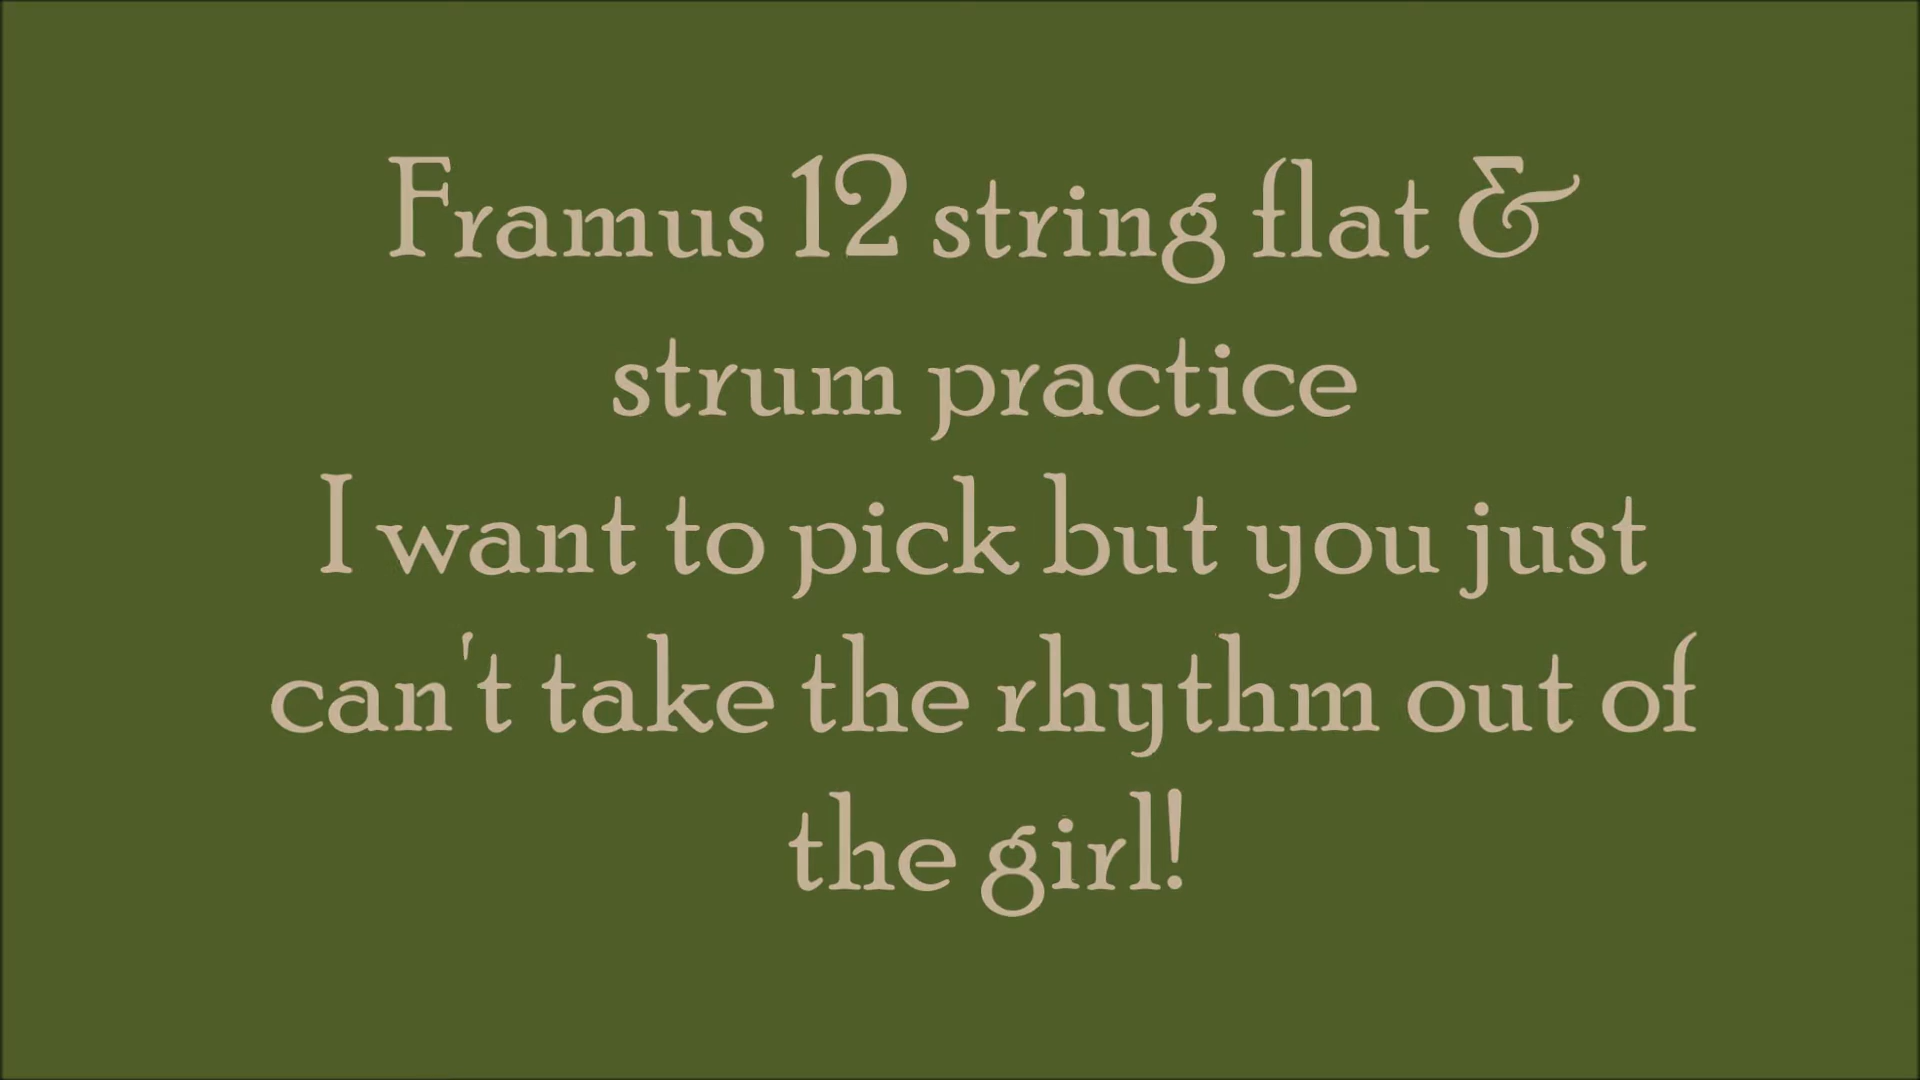 Framus 12 string flat &
strum practice
I want to pick but you just
can't take the rhythm out of
the girl!